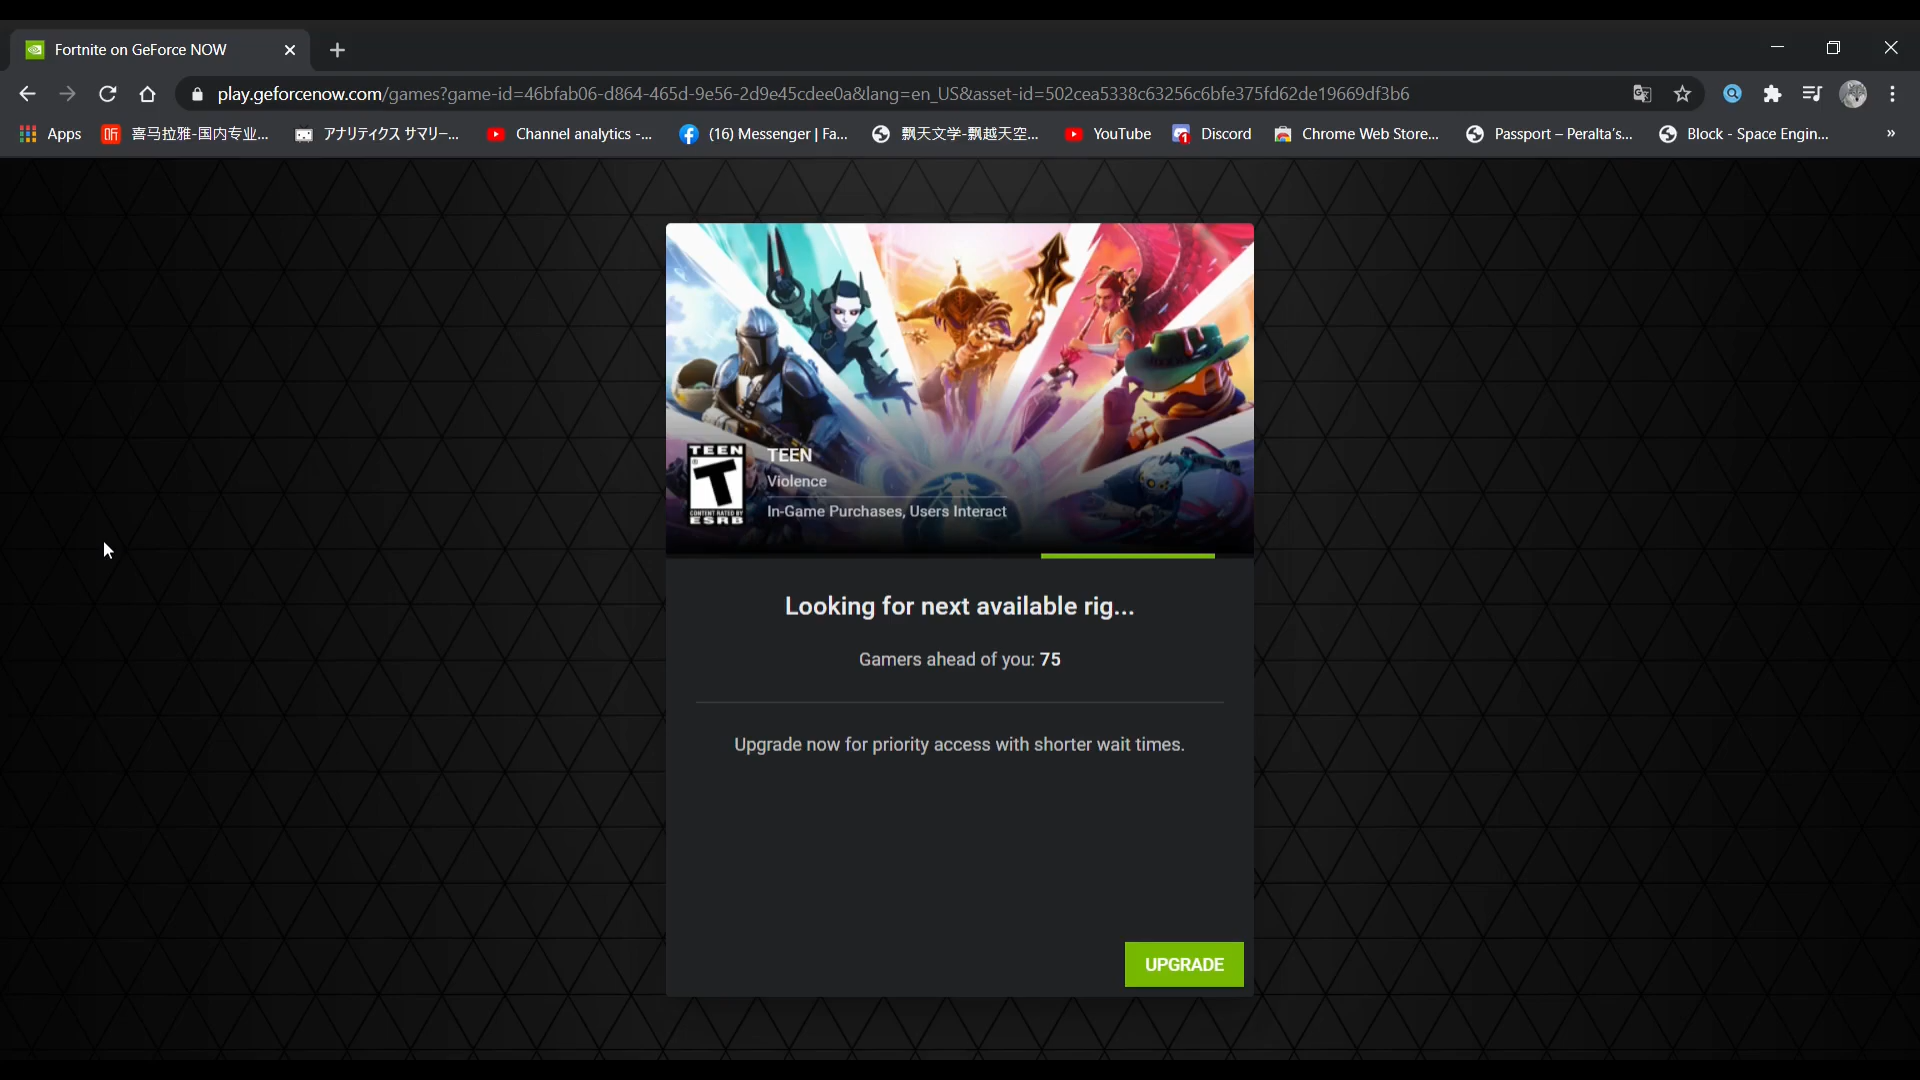 Fortnite on GeForce NOW
play.geforcenow.com/games?game-id=46bfab06-d864-465d-9e56-2d9e45cdee0a&lang=en_US&asset-id=502cea5338c63256c6bfe375fd62de19669df3b6
Apps 喜马拉雅-国内专业... アナリティクス サマリー... Channel analytics -... (16) Messenger | Fa... 飘天文学-飘越天空... YouTube Discord Chrome Web Store... Passport – Peralta's... Block - Space Engin... »
TEEN
T
CONTENT RATED BY
ESRB
TEEN
Violence
In-Game Purchases, Users Interact
Looking for next available rig...
Gamers ahead of you: 75
Upgrade now for priority access with shorter wait times.
UPGRADE